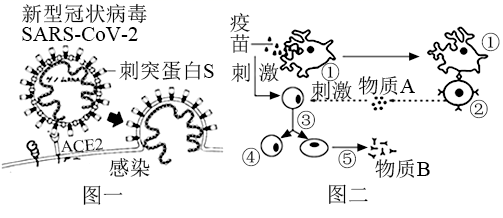 新型冠状病毒
SARS-CoV-2
刺突蛋白S
ACE2
感染
图一
疫苗
刺激
①
①
刺激
物质A
②
③
④
⑤
物质B
图二